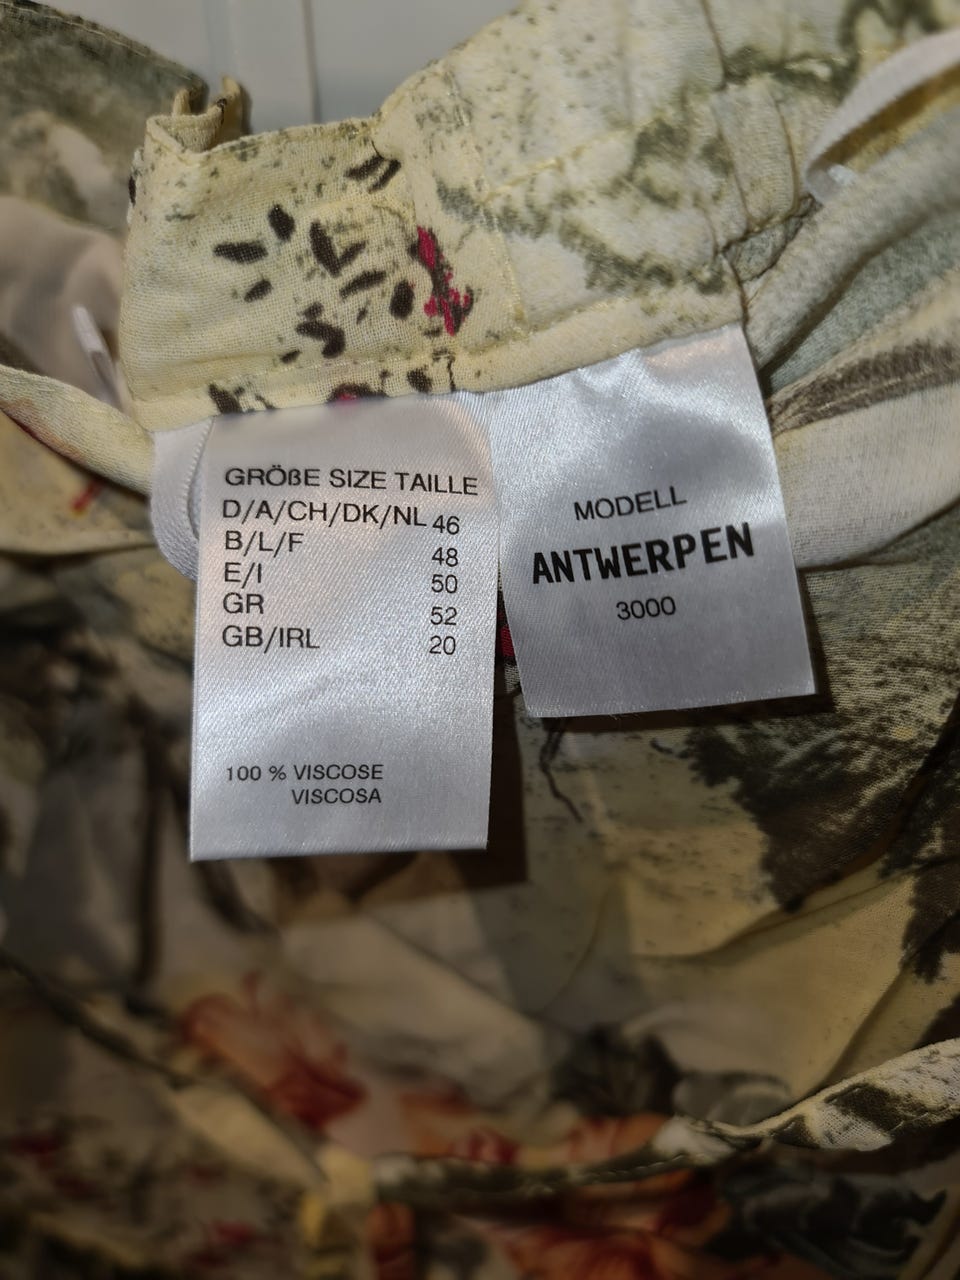 GRÖßE SIZE TAILLE
D/A/CH/DK/NL 46
B/L/F 48
E/I 50
GR 52
GB/IRL 20
100 % VISCOSE
VISCOSA
MODELL
ANTWERPEN
3000